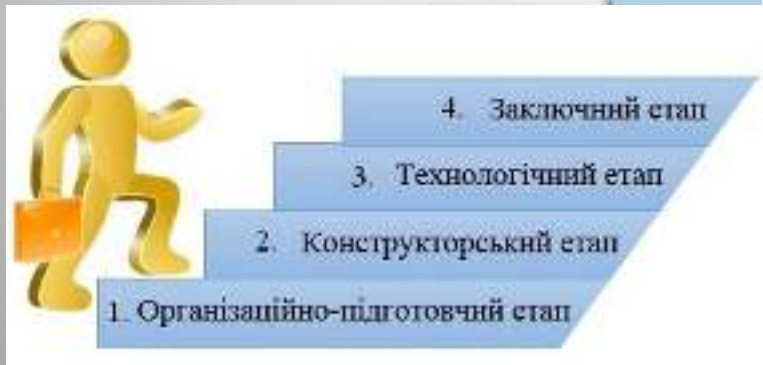 4. Заключний етап
3. Технологічний етап
2. Конструкторський етап
1. Організаційно-підготовчий етап